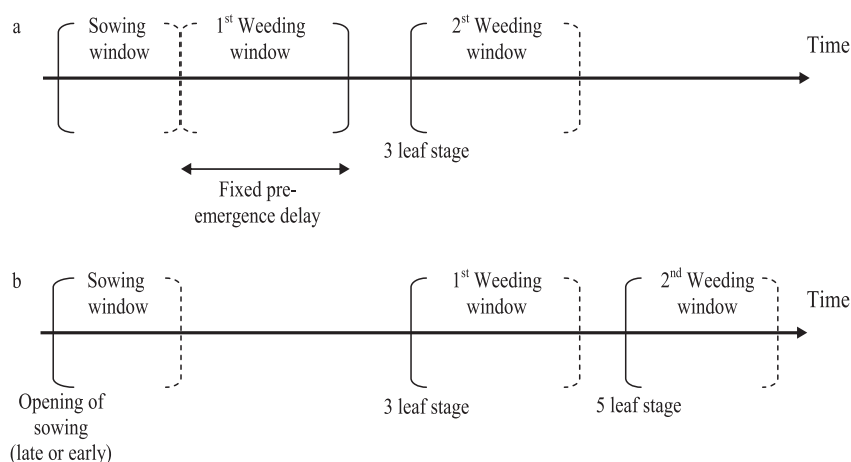 a
Sowing window
1st Weeding window
2st Weeding window
Time
3 leaf stage
Fixed pre-
emergence delay
b
Sowing window
1st Weeding window
2nd Weeding window
Time
Opening of
sowing
(late or early)
3 leaf stage
5 leaf stage